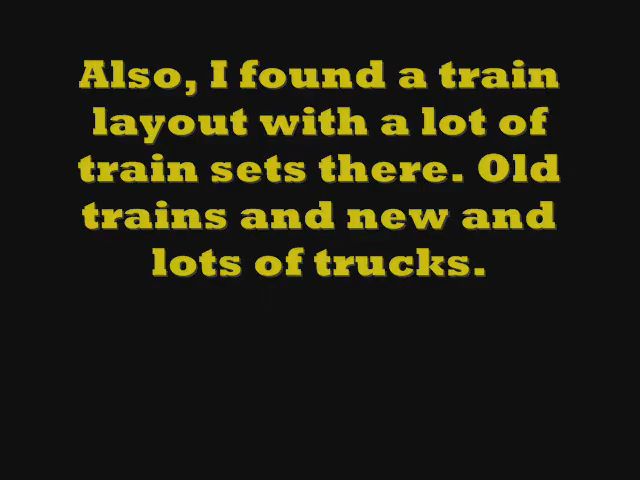 Also, I found a train
layout with a lot of
train sets there. Old
trains and new and
lots of trucks.